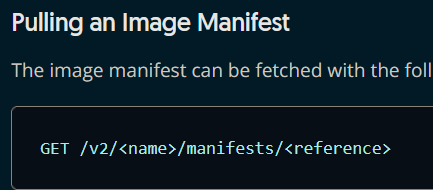 Pulling an Image Manifest
The image manifest can be fetched with the foll
GET /v2/<name>/manifests/<reference>